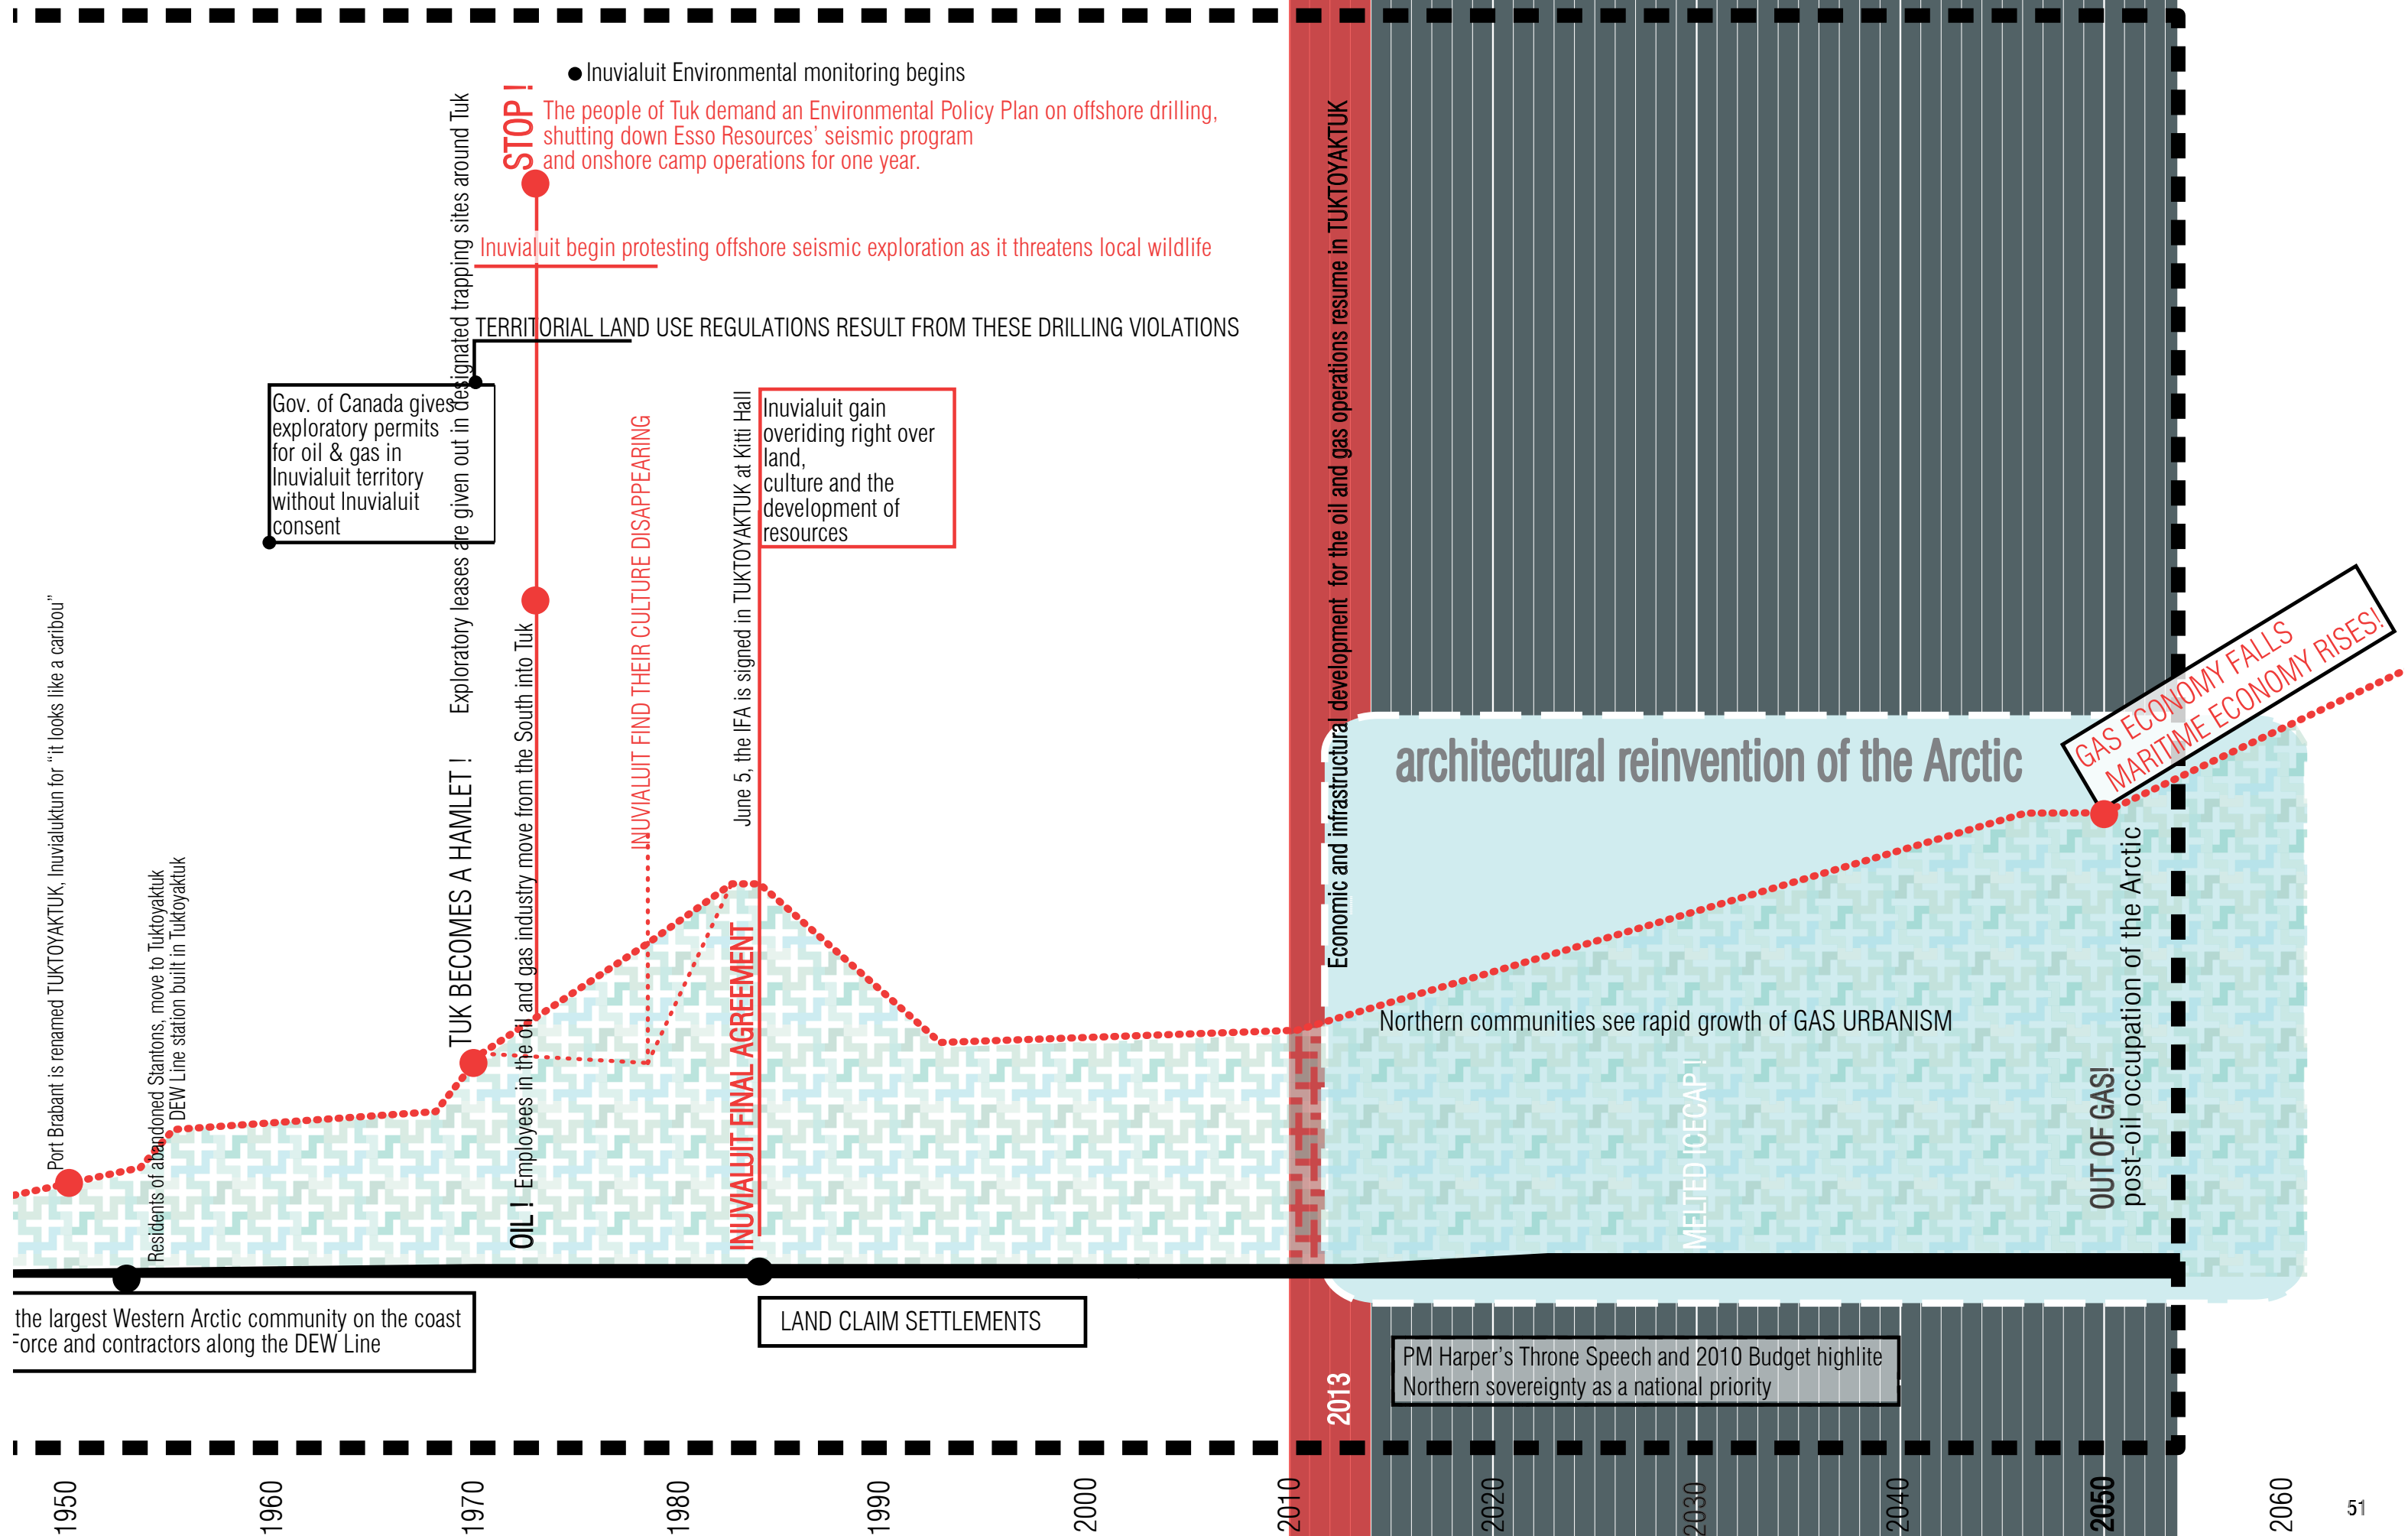 Inuvialuit Environmental monitoring begins
STOP !
The people of Tuk demand an Environmental Policy Plan on offshore drilling,
shutting down Esso Resources’ seismic program
and onshore camp operations for one year.
Inuvialuit begin protesting offshore seismic exploration as it threatens local wildlife
TERRITORIAL LAND USE REGULATIONS RESULT FROM THESE DRILLING VIOLATIONS
Gov. of Canada gives
exploratory permits
for oil & gas in
Inuvialuit territory
without Inuvialuit
consent
Exploratory leases are given out in designated trapping sites around Tuk
Inuvialuit gain
overiding right over
land,
culture and the
development of
resources
Port Brabant is renamed TUKTOYAKTUK, Inuvialuktun for “it looks like a caribou”
Residents of abandoned Stantons, move to Tuktoyaktuk
DEW Line station built in Tuktoyaktuk
TUK BECOMES A HAMLET !
OIL ! Employees in the oil and gas industry move from the South into Tuk
INUVIALUIT FIND THEIR CULTURE DISAPPEARING
June 5, the IFA is signed in TUKTOYAKTUK at Kitti Hall
INUVIALUIT FINAL AGREEMENT
Economic and infrastructural development for the oil and gas operations resume in TUKTOYAKTUK
architectural reinvention of the Arctic
GAS ECONOMY FALLS
MARITIME ECONOMY RISES!
Northern communities see rapid growth of GAS URBANISM
MELTED ICECAP !
OUT OF GAS!
post-oil occupation of the Arctic
the largest Western Arctic community on the coast
Force and contractors along the DEW Line
LAND CLAIM SETTLEMENTS
PM Harper’s Throne Speech and 2010 Budget highlite
Northern sovereignty as a national priority
2013
1950
1960
1970
1980
1990
2000
2010
2020
2030
2040
2050
2060
51